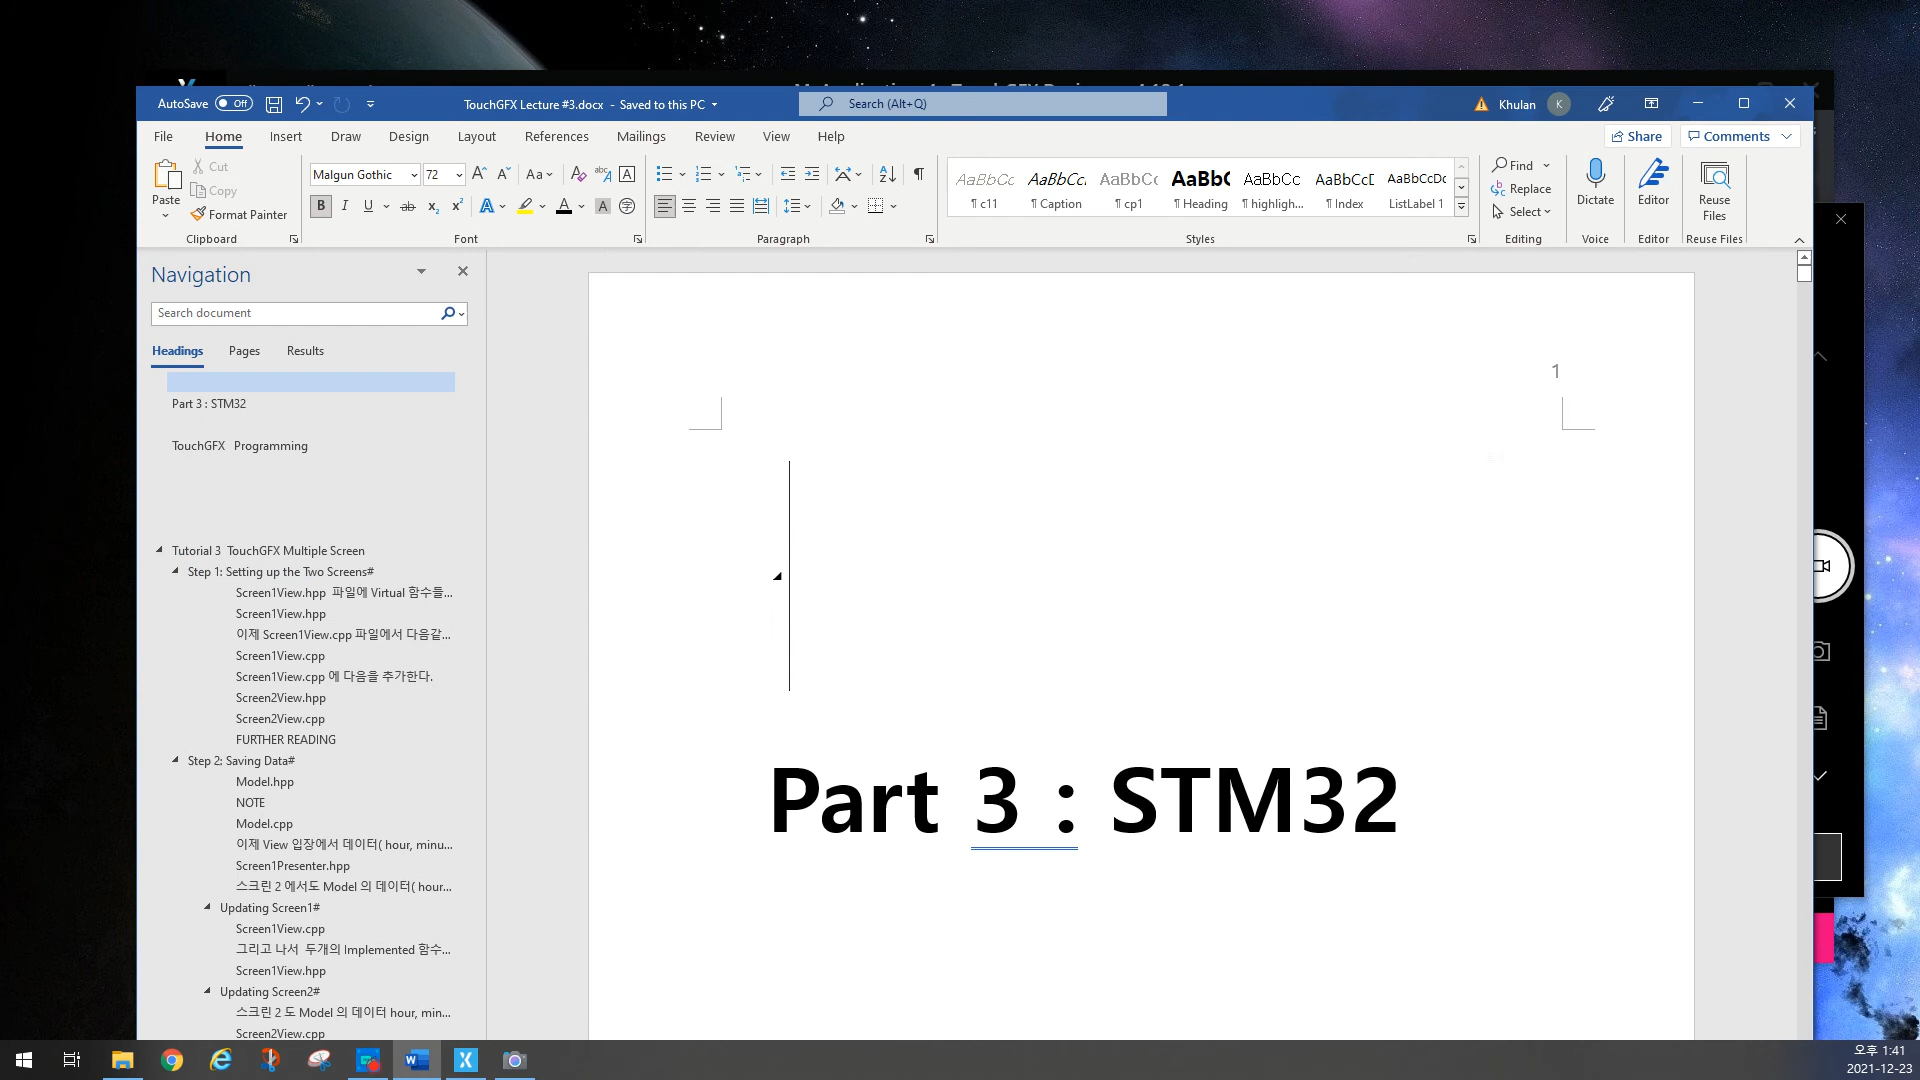 AutoSave Off TouchGFX Lecture #3.docx - Saved to this PC Search (Alt+Q) Khulan K
File Home Insert Draw Design Layout References Mailings Review View Help Share Comments
Paste
Cut
Copy
Format Painter
Clipboard
Malgun Gothic 72
Font
Paragraph
AaBbCc AaBbCc AaBbCc AaBbC AaBbCc AaBbCcD AaBbCcDc
c11 Caption cp1 Heading highligh... Index ListLabel 1
Styles
Find
Replace
Select
Editing
Dictate
Voice
Editor
Editor
Reuse
Files
Reuse Files
Navigation
Search document
Headings Pages Results
Part 3 : STM32
TouchGFX Programming
Tutorial 3 TouchGFX Multiple Screen
Step 1: Setting up the Two Screens#
Screen1View.hpp 파일에 Virtual 함수들...
Screen1View.hpp
이제 Screen1View.cpp 파일에서 다음같...
Screen1View.cpp
Screen1View.cpp 에 다음을 추가한다.
Screen2View.hpp
Screen2View.cpp
FURTHER READING
Step 2: Saving Data#
Model.hpp
NOTE
Model.cpp
이제 View 입장에서 데이터( hour, minu...
Screen1Presenter.hpp
스크린 2 에서도 Model 의 데이터( hour...
Updating Screen1#
Screen1View.cpp
그리고 나서 두개의 Implemented 함수...
Screen1View.hpp
Updating Screen2#
스크린 2 도 Model 의 데이터 hour, min...
Screen2View.cpp
1
Part 3 : STM32
오후 1:41
2021-12-23